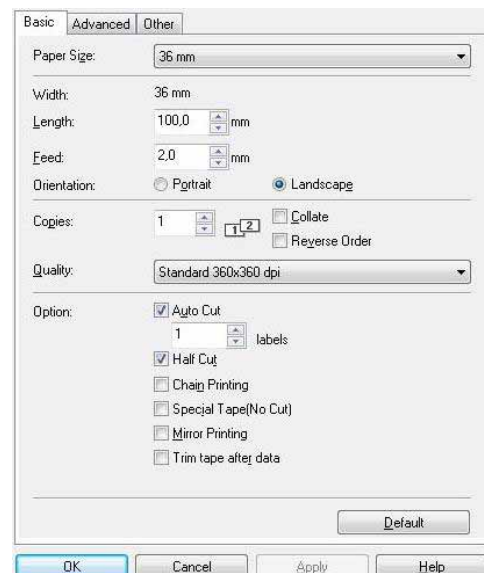 Basic Advanced Other
Paper Size: 36 mm
Width: 36 mm
Length: 100,0 mm
Feed: 2,0 mm
Orientation: Portrait Landscape
Copies: 1 1 2 Collate
Reverse Order
Quality: Standard 360x360 dpi
Option: Auto Cut
1 labels
Half Cut
Chain Printing
Special Tape(No Cut)
Mirror Printing
Trim tape after data
Default
OK Cancel Apply Help